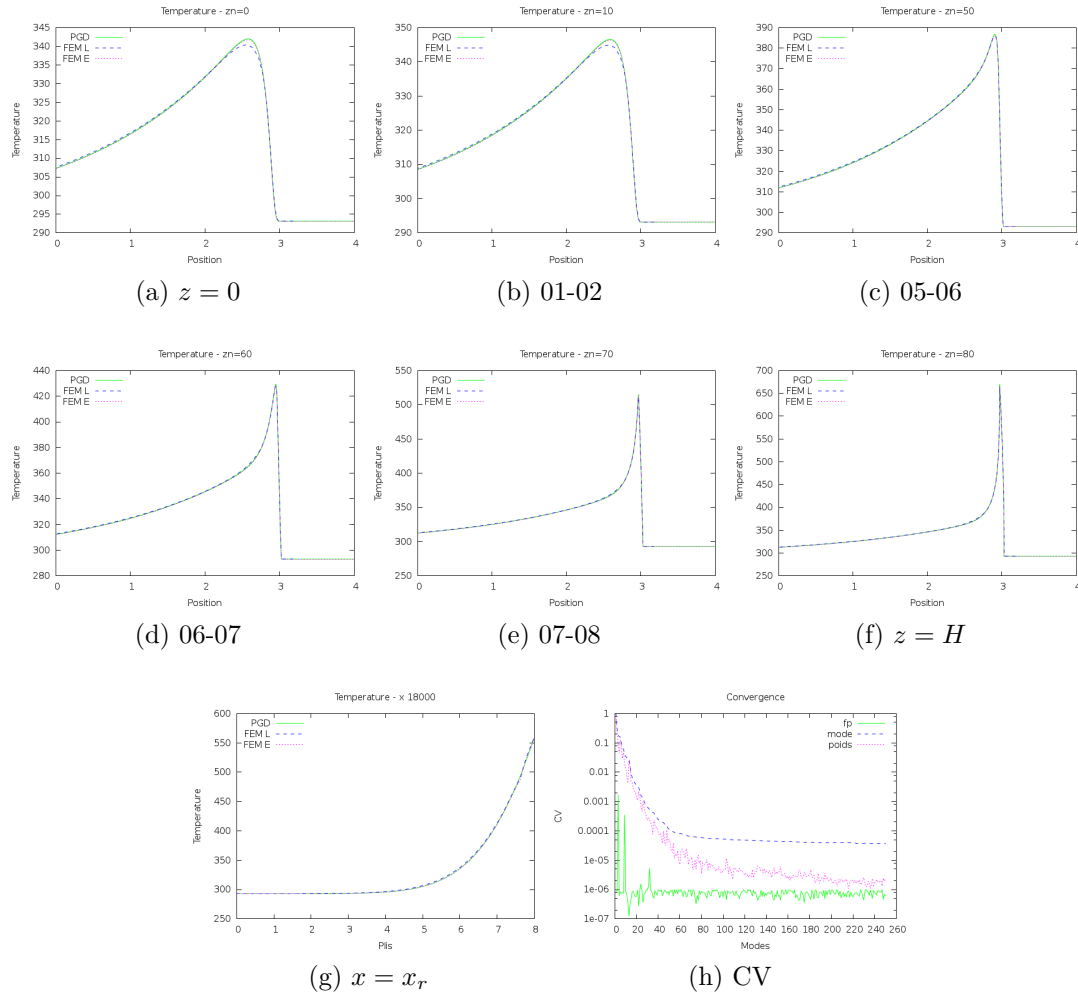 Temperature - zn=0
345
340
335
330
325
320
315
310
305
300
295
290
0 1 2 3 4
Temperature
Position
PGD
FEM L
FEM E
(a) z = 0
Temperature - zn=10
350
340
330
320
310
300
290
0 1 2 3 4
Temperature
Position
PGD
FEM L
FEM E
(b) 01-02
Temperature - zn=50
390
380
370
360
350
340
330
320
310
300
290
0 1 2 3 4
Temperature
Position
PGD
FEM L
FEM E
(c) 05-06
Temperature - zn=60
440
420
400
380
360
340
320
300
280
0 1 2 3 4
Temperature
Position
PGD
FEM L
FEM E
(d) 06-07
Temperature - zn=70
550
500
450
400
350
300
250
0 1 2 3 4
Temperature
Position
PGD
FEM L
FEM E
(e) 07-08
Temperature - zn=80
700
650
600
550
500
450
400
350
300
250
0 1 2 3 4
Temperature
Position
PGD
FEM L
FEM E
(f) z = H
Temperature - x 18000
600
550
500
450
400
350
300
250
0 1 2 3 4 5 6 7 8
Temperature
Plis
PGD
FEM L
FEM E
(g) x = x_r
Convergence
1
0.1
0.01
0.001
0.0001
1e-05
1e-06
1e-07
0 20 40 60 80 100 120 140 160 180 200 220 240 260
CV
Modes
fp
mode
poids
(h) CV